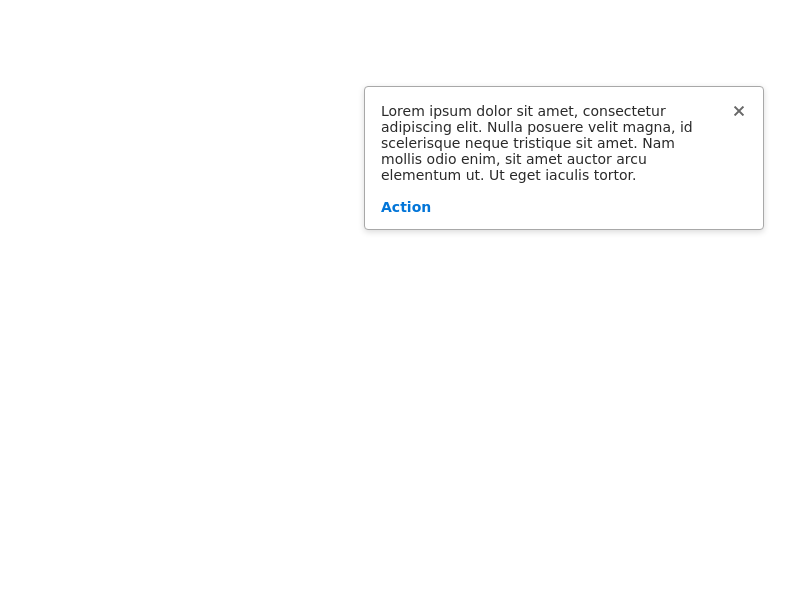 Lorem ipsum dolor sit amet, consectetur
adipiscing elit. Nulla posuere velit magna, id
scelerisque neque tristique sit amet. Nam
mollis odio enim, sit amet auctor arcu
elementum ut. Ut eget iaculis tortor.
Action